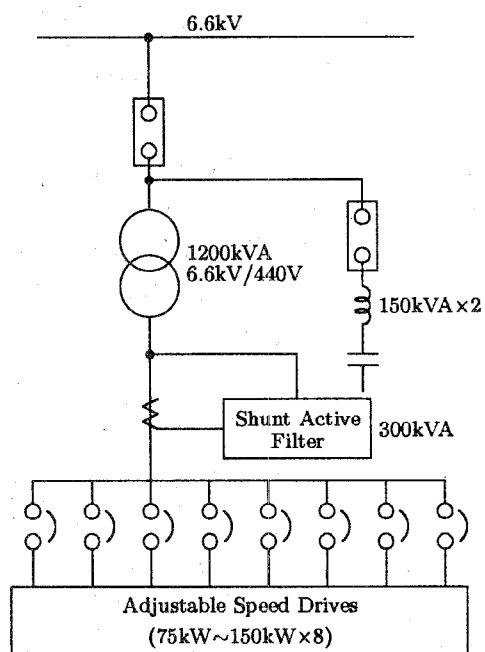 6.6kV
1200kVA
6.6kV/440V
150kVA×2
Shunt Active
Filter
300kVA
Adjustable Speed Drives
(75kW~150kW×8)